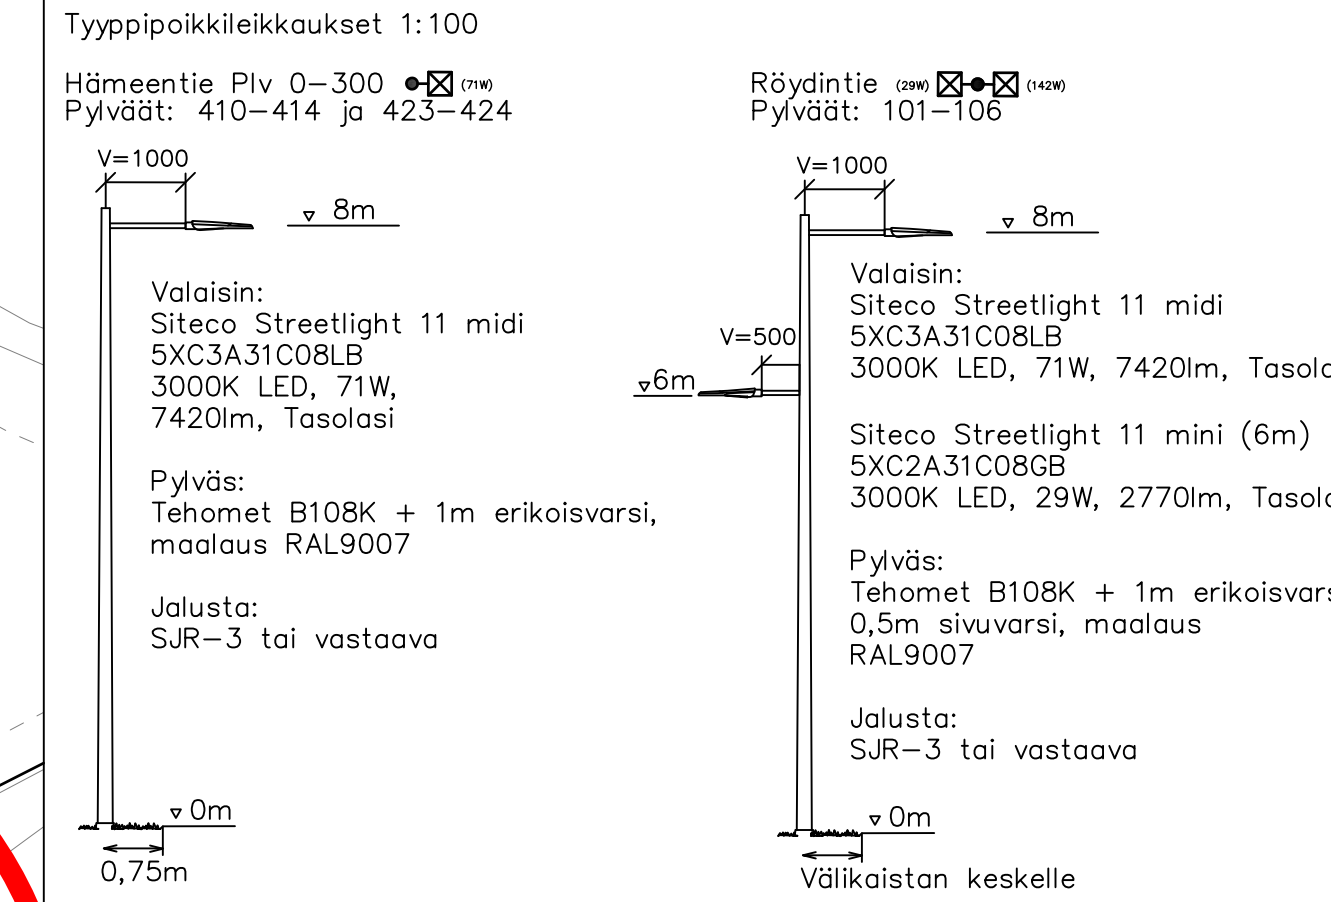 Tyyppipoikkileikkaukset 1:100
Hämeentie Plv 0-300 (71W)
Pylväät: 410-414 ja 423-424
V=1000
8m
Valaisin:
Siteco Streetlight 11 midi
5XC3A31C08LB
3000K LED, 71W,
7420lm, Tasolasi
Pylväs:
Tehomet B108K + 1m erikoisvarsi,
maalaus RAL9007
Jalusta:
SJR-3 tai vastaava
0m
0,75m
Röydintie (29W) (142W)
Pylväät: 101-106
V=1000
8m
V=500
6m
Valaisin:
Siteco Streetlight 11 midi
5XC3A31C08LB
3000K LED, 71W, 7420lm,
Siteco Streetlight 11 mini (6m)
5XC2A31C08GB
3000K LED, 29W, 2770lm,
Pylväs:
Tehomet B108K + 1m
0,5m sivuvarsi, maalaus
RAL9007
Jalusta:
SJR-3 tai vastaava
0m
Välikaistan keskelle